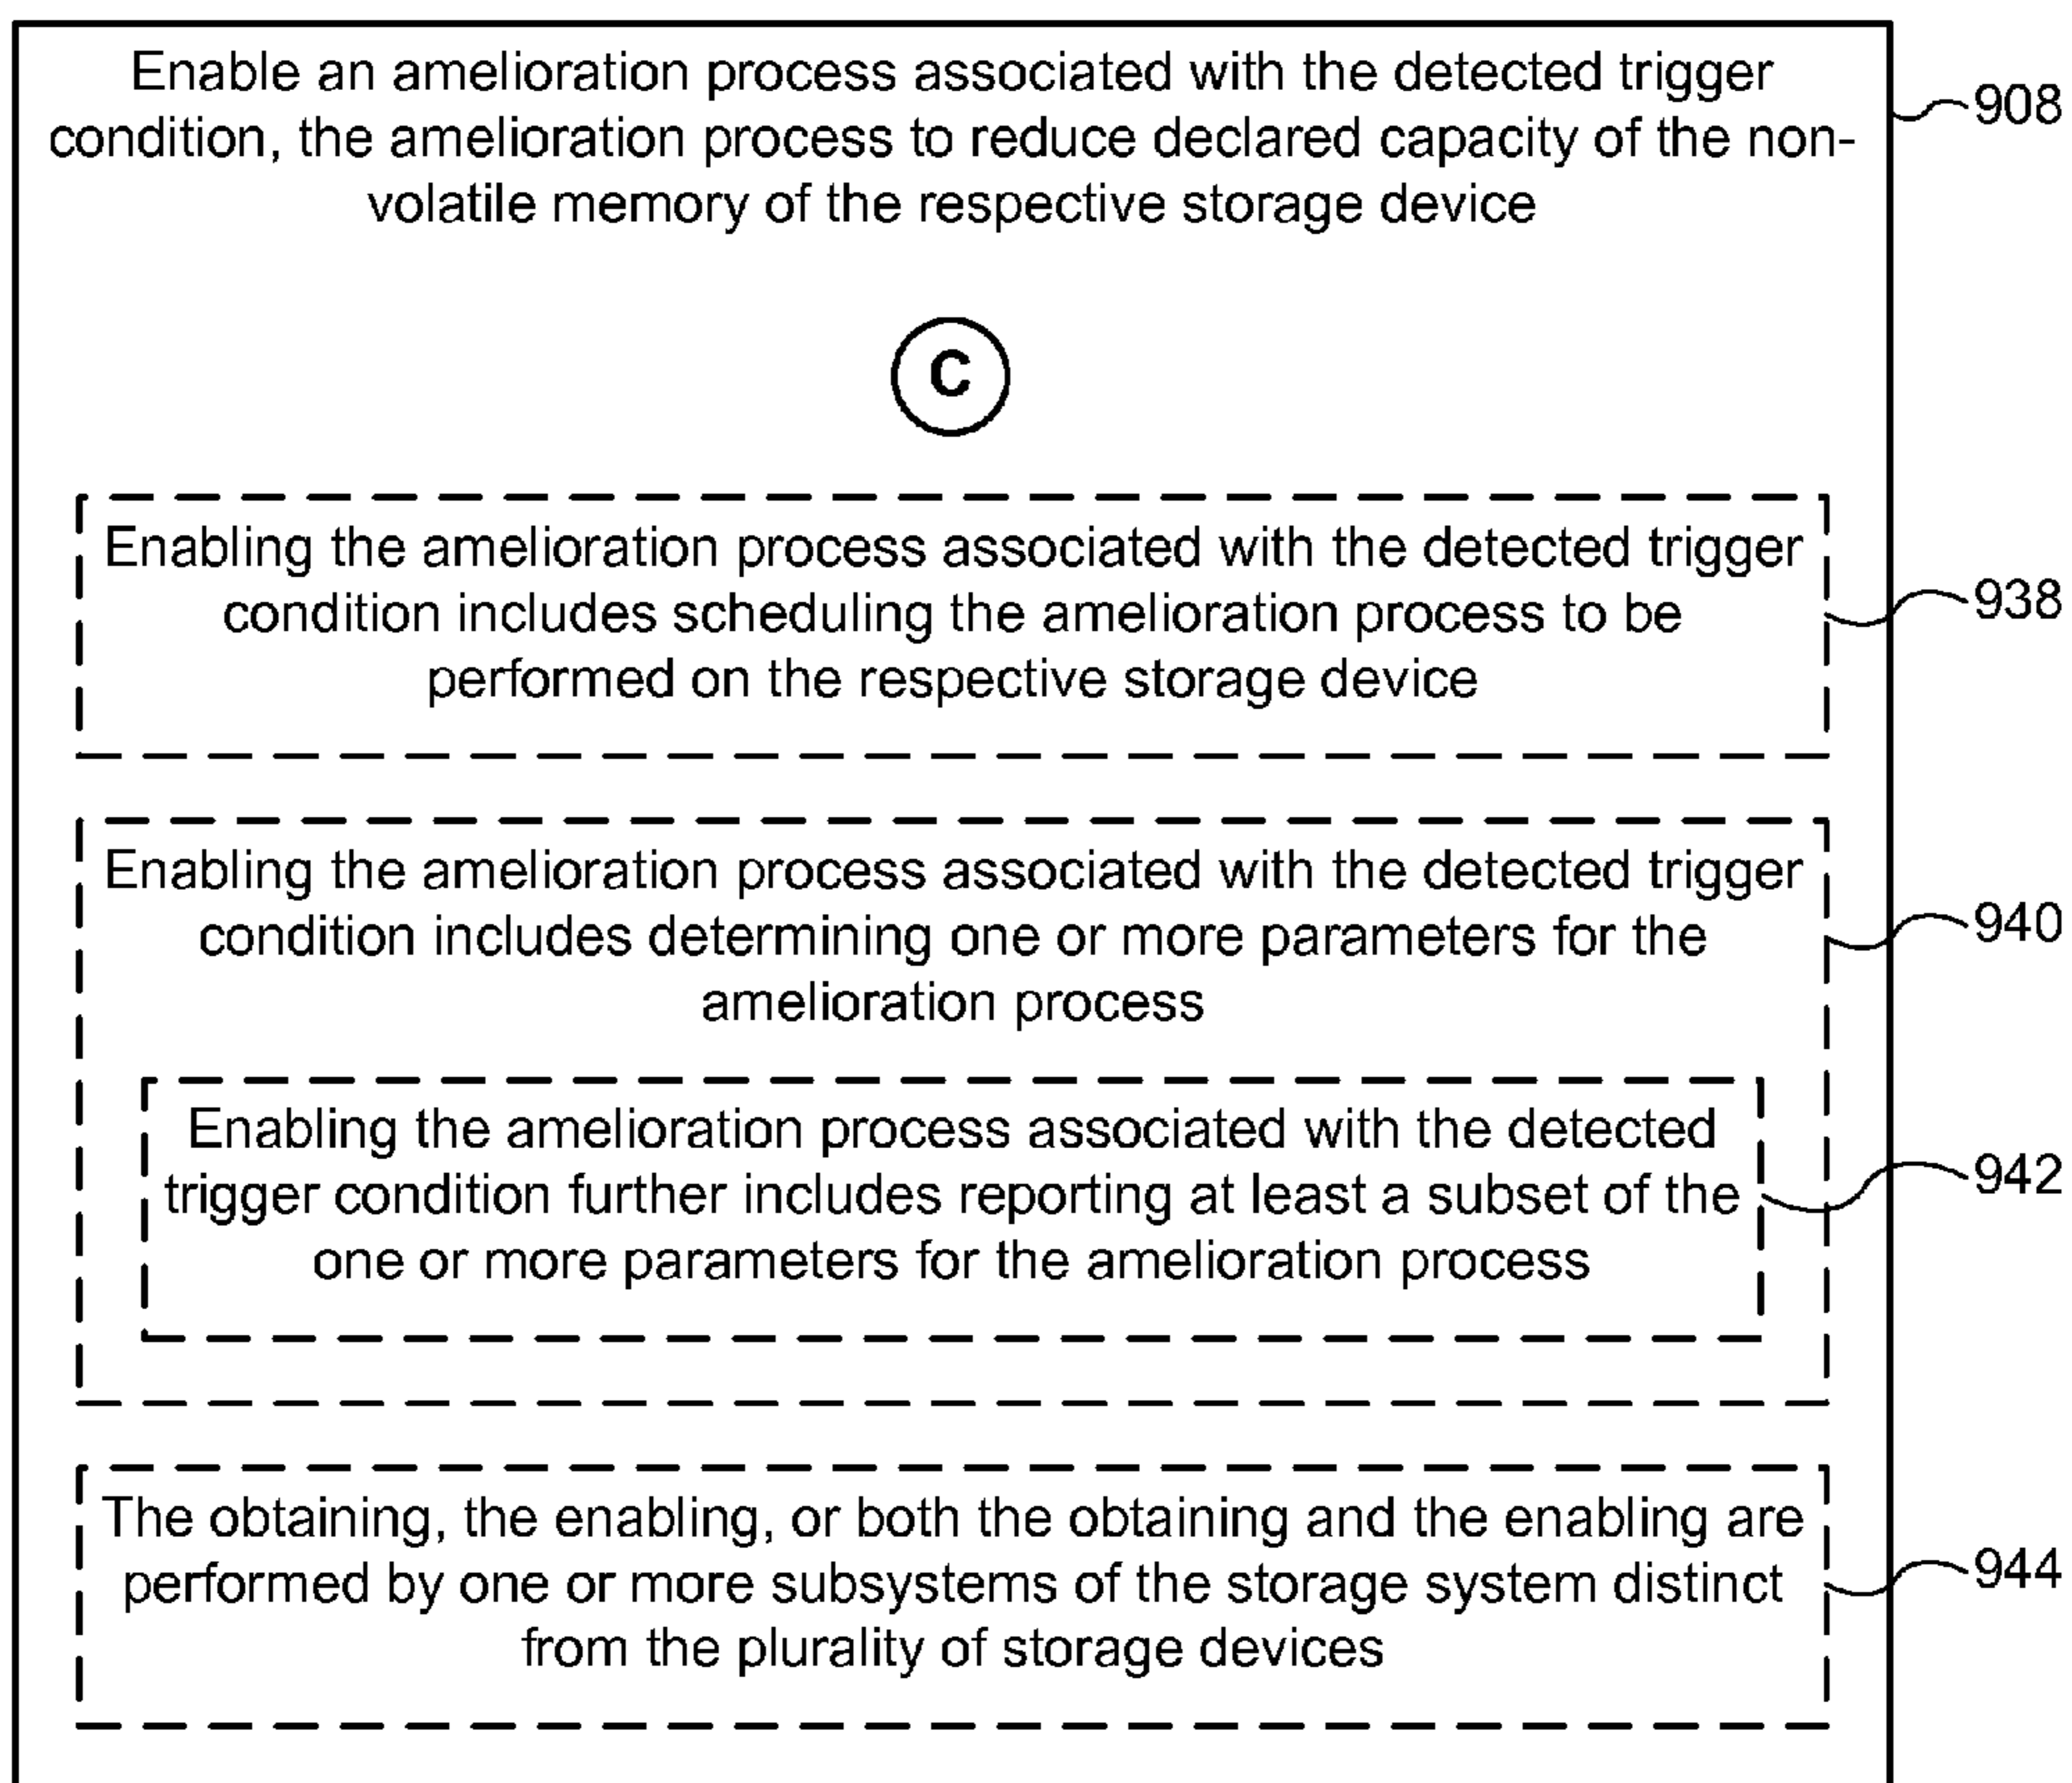 Enable an amelioration process associated with the detected trigger
condition, the amelioration process to reduce declared capacity of the non-
volatile memory of the respective storage device
908
C
Enabling the amelioration process associated with the detected trigger
condition includes scheduling the amelioration process to be
performed on the respective storage device
938
Enabling the amelioration process associated with the detected trigger
condition includes determining one or more parameters for the
amelioration process
940
Enabling the amelioration process associated with the detected
trigger condition further includes reporting at least a subset of the
one or more parameters for the amelioration process
942
The obtaining, the enabling, or both the obtaining and the enabling are
performed by one or more subsystems of the storage system distinct
from the plurality of storage devices
944